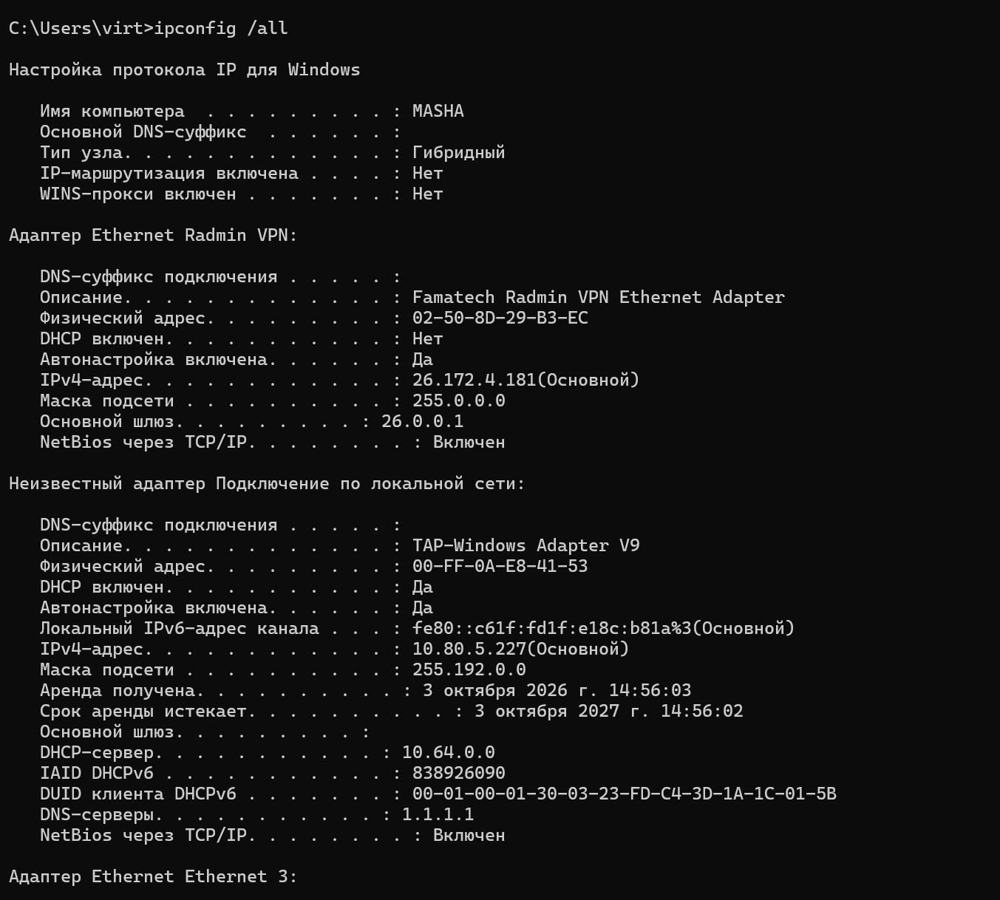 C:\Users\virt>ipconfig /all
Настройка протокола IP для Windows
Имя компьютера  . . . . . . . . . : MASHA
Основной DNS-суффикс  . . . . . . :
Тип узла. . . . . . . . . . . . . : Гибридный
IP-маршрутизация включена . . . . : Нет
WINS-прокси включен . . . . . . . : Нет
Адаптер Ethernet Radmin VPN:
DNS-суффикс подключения . . . . . :
Описание. . . . . . . . . . . . . : Famatech Radmin VPN Ethernet Adapter
Физический адрес. . . . . . . . . : 02-50-8D-29-B3-EC
DHCP включен. . . . . . . . . . . : Нет
Автонастройка включена. . . . . . : Да
IPv4-адрес. . . . . . . . . . . . : 26.172.4.181(Основной)
Маска подсети . . . . . . . . . . : 255.0.0.0
Основной шлюз. . . . . . . . . : 26.0.0.1
NetBios через TCP/IP. . . . . . . . : Включен
Неизвестный адаптер Подключение по локальной сети:
DNS-суффикс подключения . . . . . :
Описание. . . . . . . . . . . . . : TAP-Windows Adapter V9
Физический адрес. . . . . . . . . : 00-FF-0A-E8-41-53
DHCP включен. . . . . . . . . . . : Да
Автонастройка включена. . . . . . : Да
Локальный IPv6-адрес канала . . . : fe80::c61f:fd1f:e18c:b81a%3(Основной)
IPv4-адрес. . . . . . . . . . . . : 10.80.5.227(Основной)
Маска подсети . . . . . . . . . . : 255.192.0.0
Аренда получена. . . . . . . . . . : 3 октября 2026 г. 14:56:03
Срок аренды истекает. . . . . . . . . . : 3 октября 2027 г. 14:56:02
Основной шлюз. . . . . . . . . :
DHCP-сервер. . . . . . . . . . . : 10.64.0.0
IAID DHCPv6 . . . . . . . . . . . : 838926090
DUID клиента DHCPv6 . . . . . . . : 00-01-00-01-30-03-23-FD-C4-3D-1A-1C-01-5B
DNS-серверы. . . . . . . . . . . : 1.1.1.1
NetBios через TCP/IP. . . . . . . . : Включен
Адаптер Ethernet Ethernet 3: